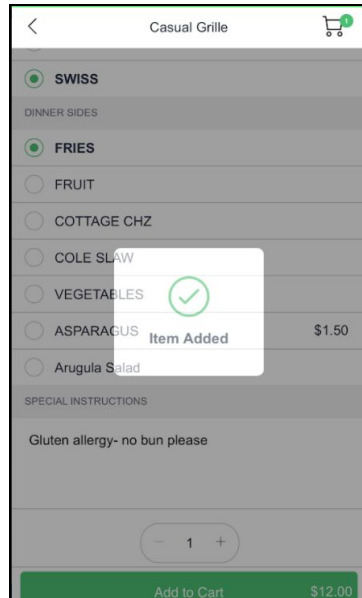 Casual Grille
1
SWISS
DINNER SIDES
FRIES
FRUIT
COTTAGE CHZ
COLE SLAW
VEGETABLES
ASPARAGUS $1.50
Item Added
Arugula Salad
SPECIAL INSTRUCTIONS
Gluten allergy- no bun please
− 1 +
Add to Cart $12.00